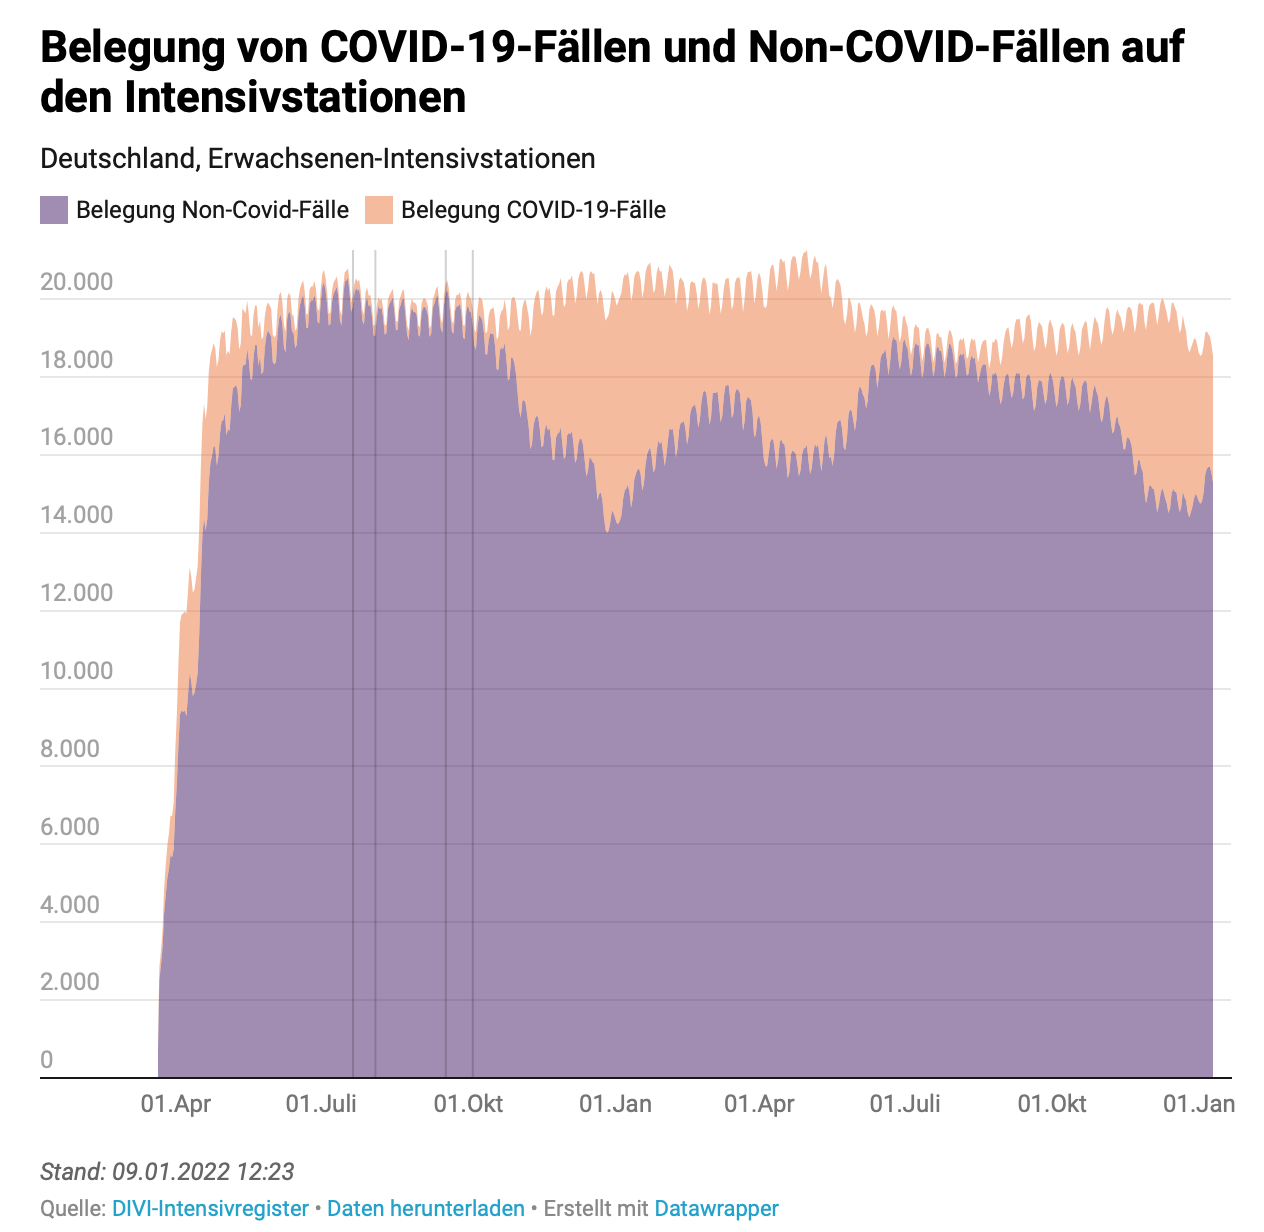 Belegung von COVID-19-Fällen und Non-COVID-Fällen auf
den Intensivstationen
Deutschland, Erwachsenen-Intensivstationen
Belegung Non-Covid-Fälle Belegung COVID-19-Fälle
20.000
18.000
16.000
14.000
12.000
10.000
8.000
6.000
4.000
2.000
0
01.Apr 01.Juli 01.Okt 01.Jan 01.Apr 01.Juli 01.Okt 01.Jan
Stand: 09.01.2022 12:23
Quelle: DIVI-Intensivregister • Daten herunterladen • Erstellt mit Datawrapper